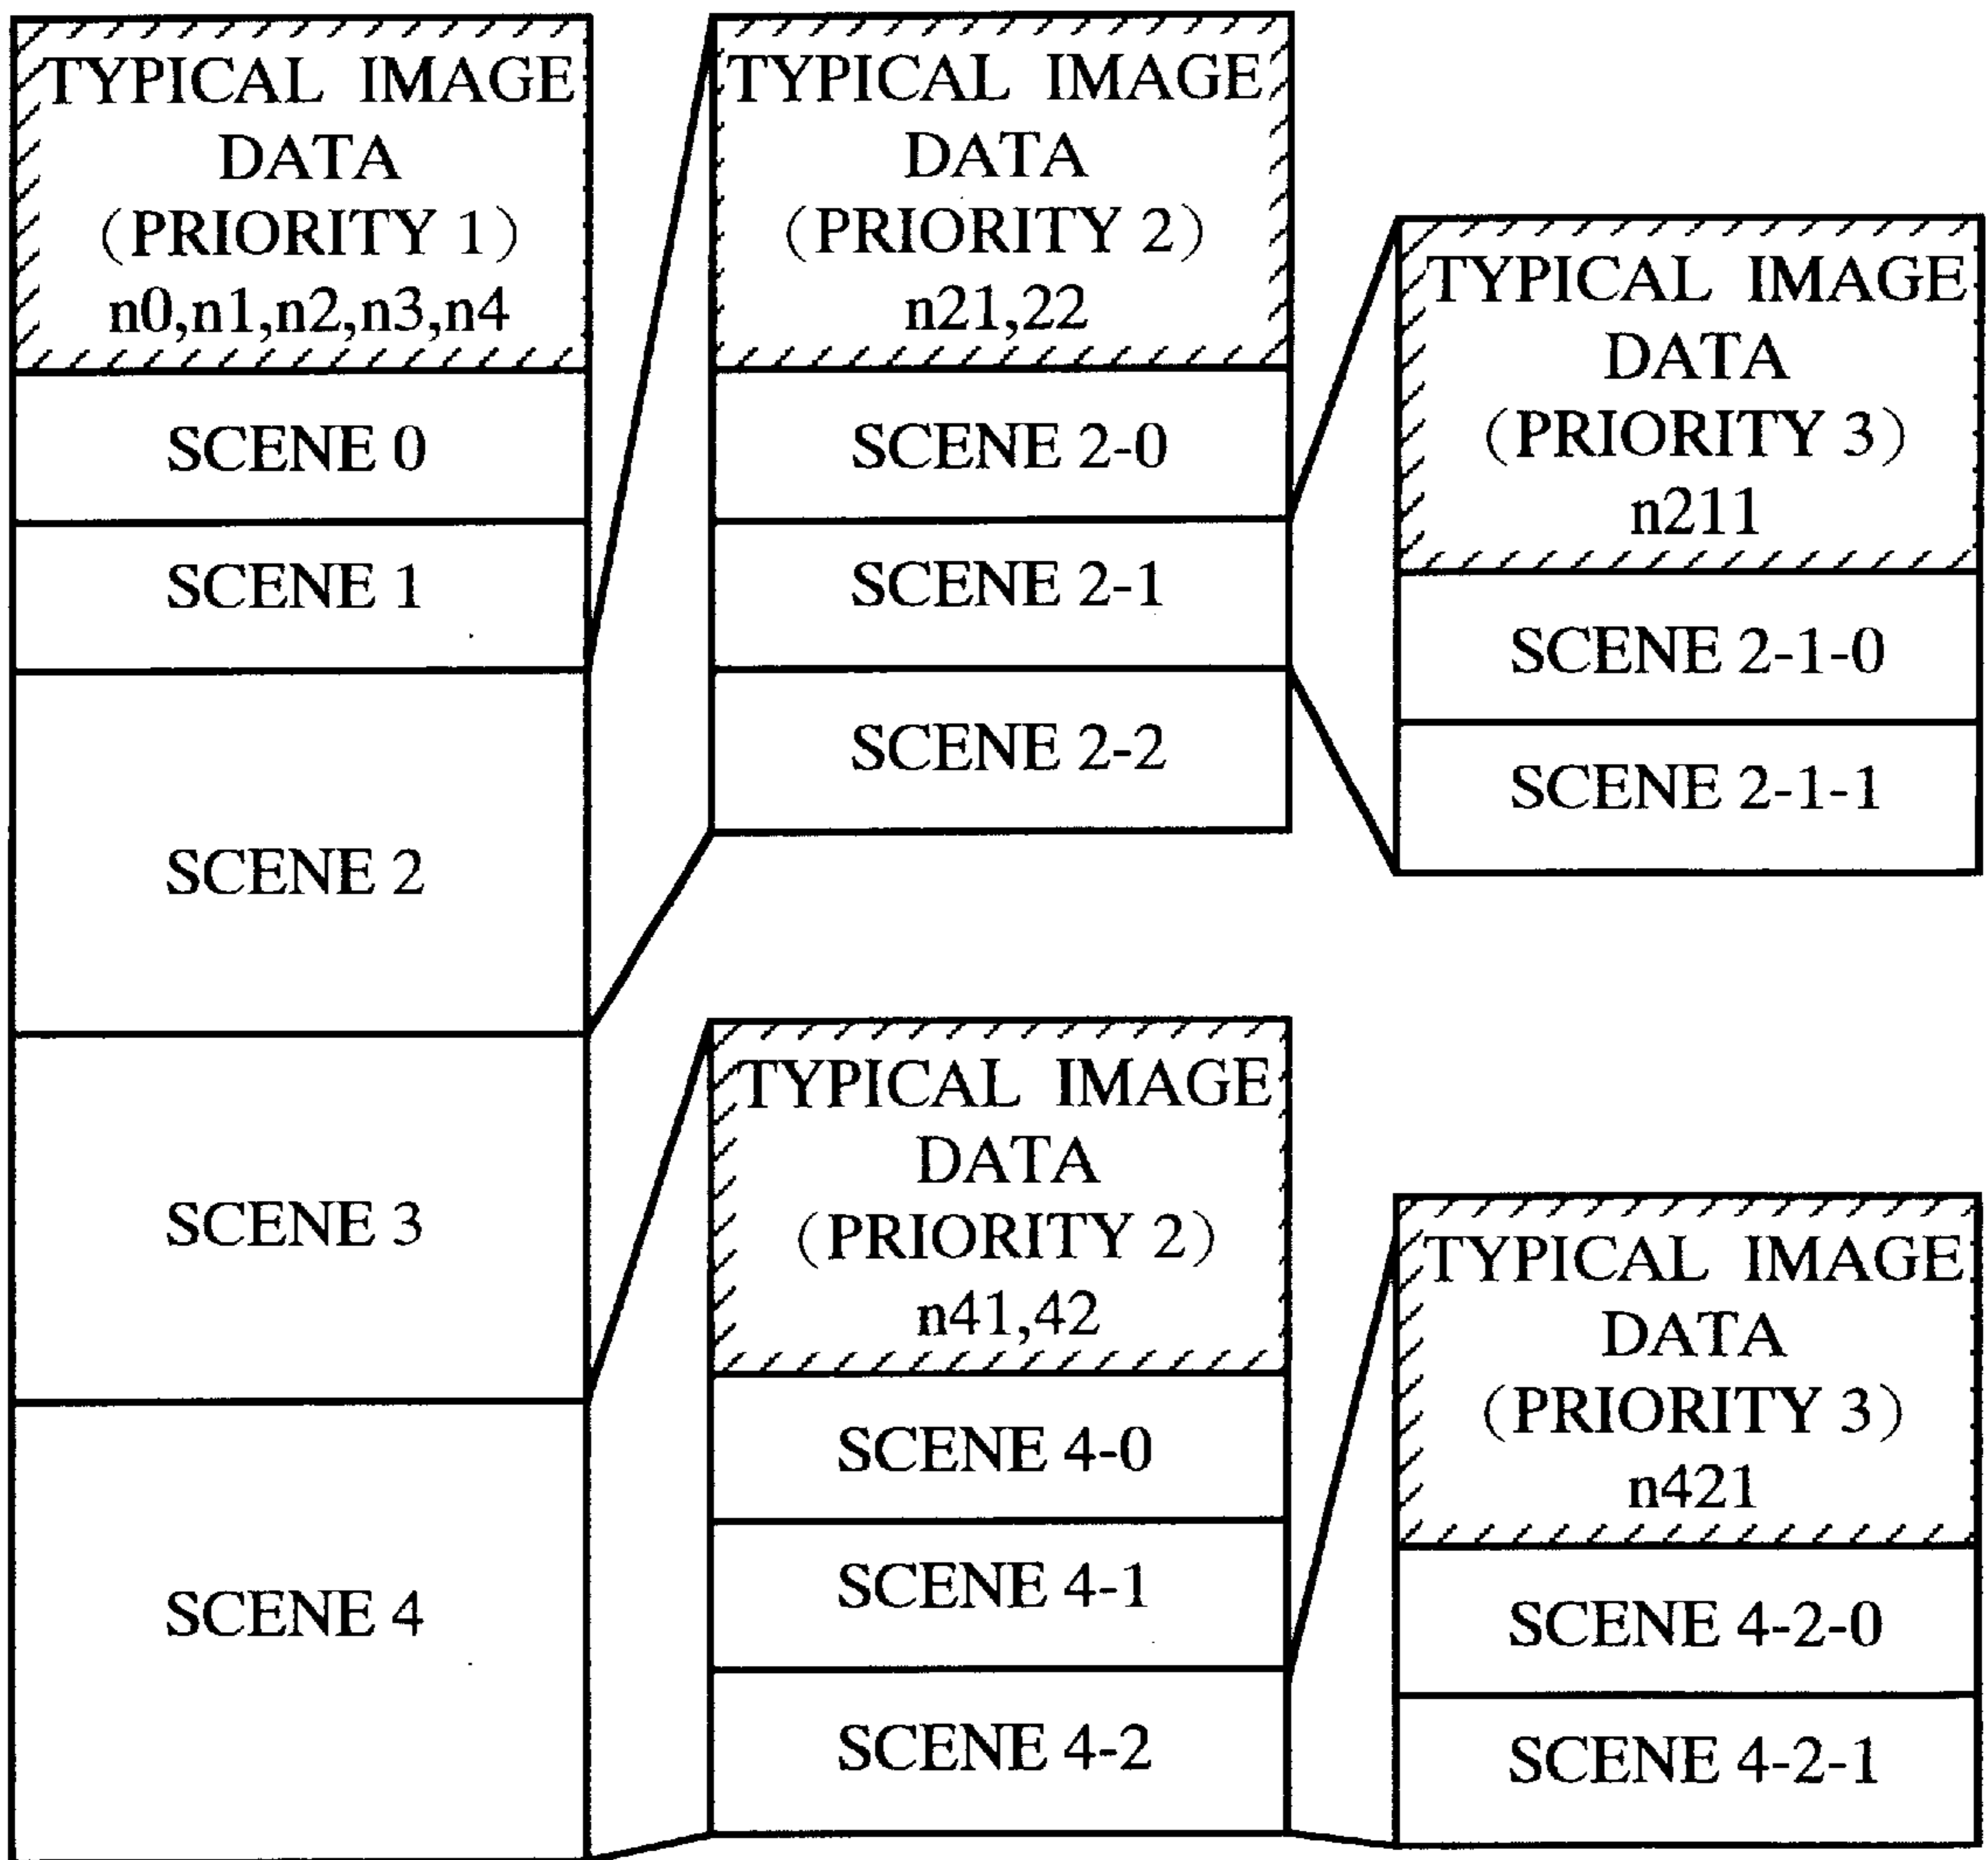 TYPICAL IMAGE
DATA
(PRIORITY 1)
n0,n1,n2,n3,n4
SCENE 0
SCENE 1
SCENE 2
SCENE 3
SCENE 4
TYPICAL IMAGE
DATA
(PRIORITY 2)
n21,22
SCENE 2-0
SCENE 2-1
SCENE 2-2
TYPICAL IMAGE
DATA
(PRIORITY 3)
n211
SCENE 2-1-0
SCENE 2-1-1
TYPICAL IMAGE
DATA
(PRIORITY 2)
n41,42
SCENE 4-0
SCENE 4-1
SCENE 4-2
TYPICAL IMAGE
DATA
(PRIORITY 3)
n421
SCENE 4-2-0
SCENE 4-2-1